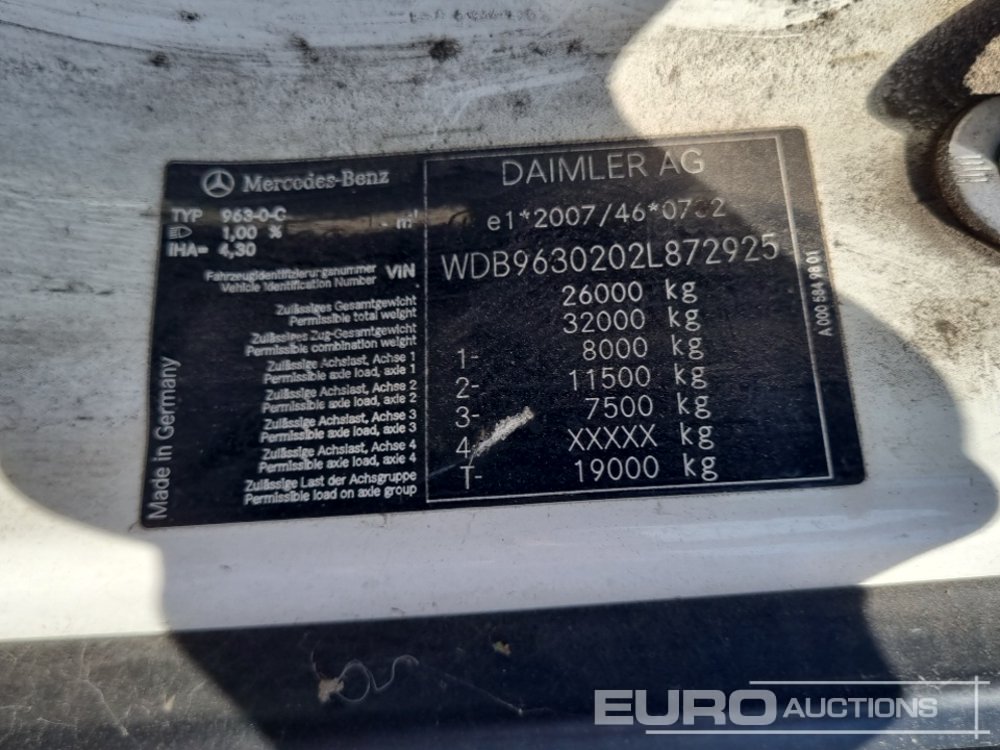 Mercedes-Benz
TYP 963-0-C
1,00 % m⁻¹
IHA= 4,30
DAIMLER AG
WDB9630202L872925
Fahrzeugidentifizierungsnummer VIN
Vehicle Identification Number
Zulässiges Gesamtgewicht
Permissible total weight
26000 kg
Zulässiges Zug-Gesamtgewicht
Permissible combination weight
32000 kg
Zulässige Achslast, Achse 1
Permissible axle load, axle 1
1- 8000 kg
Zulässige Achslast, Achse 2
Permissible axle load, axle 2
2- 11500 kg
Zulässige Achslast, Achse 3
Permissible axle load, axle 3
3- 7500 kg
Zulässige Achslast, Achse 4
Permissible axle load, axle 4
4- XXXXX kg
Zulässige Last der Achsgruppe
Permissible load on axle group
T- 19000 kg
Made in Germany
A 000 584 98 01
EURO AUCTIONS